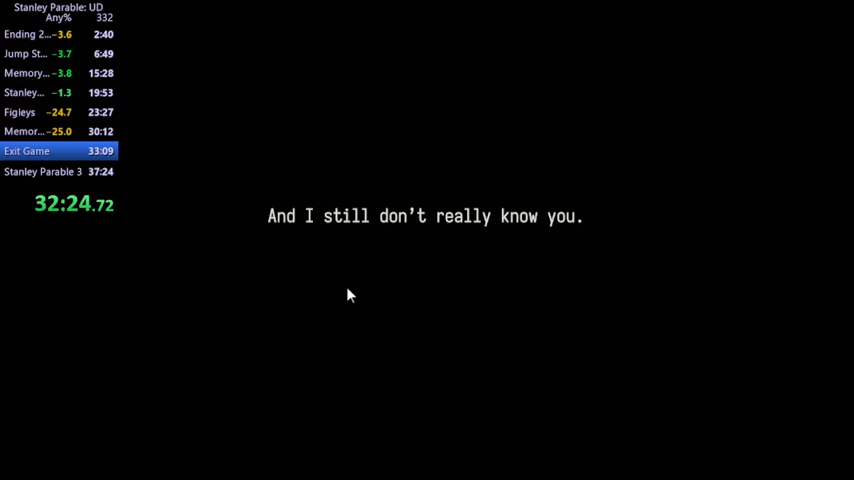 Stanley Parable: UD
Any% 332
Ending 2... −3.6 2:40
Jump St... −3.7 6:49
Memory... −3.8 15:28
Stanley... −1.3 19:53
Figleys −24.7 23:27
Memor... −25.0 30:12
Exit Game 33:09
Stanley Parable 3 37:24
32:24.72
And I still don't really know you.